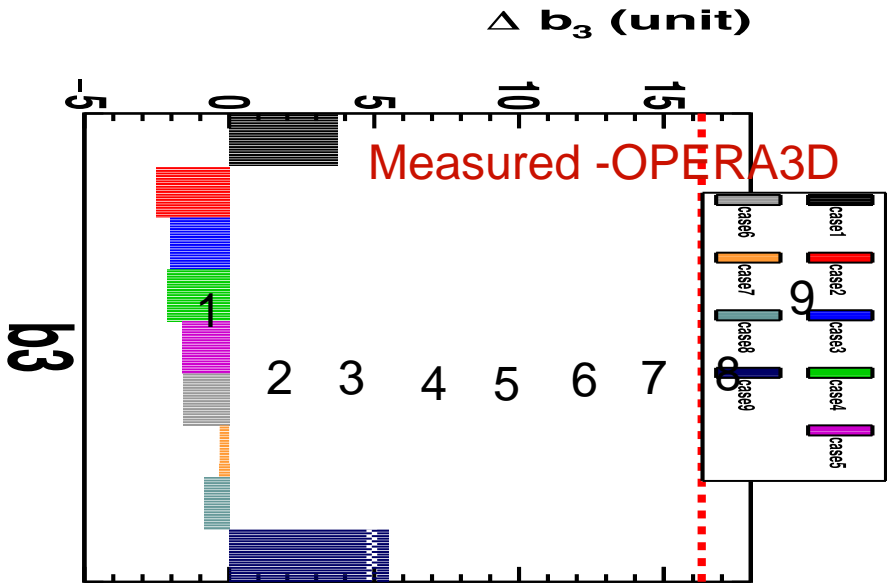 Δ b₃ (unit)
-5 0 5 10 15
Measured -OPERA3D
case6 case1
case7 case2
case8 case3
case9 case4
case5
1 2 3 4 5 6 7 8 9
b3